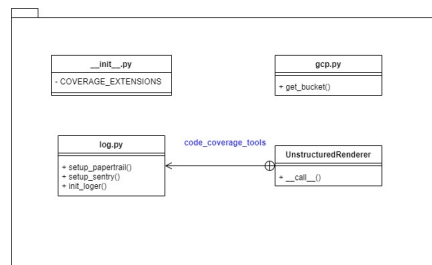 __init__.py
- COVERAGE_EXTENSIONS
gcp.py
+ get_bucket()
log.py
+ setup_papertrail()
+ setup_sentry()
+ init_loger()
code_coverage_tools
UnstructuredRenderer
+ __call__()